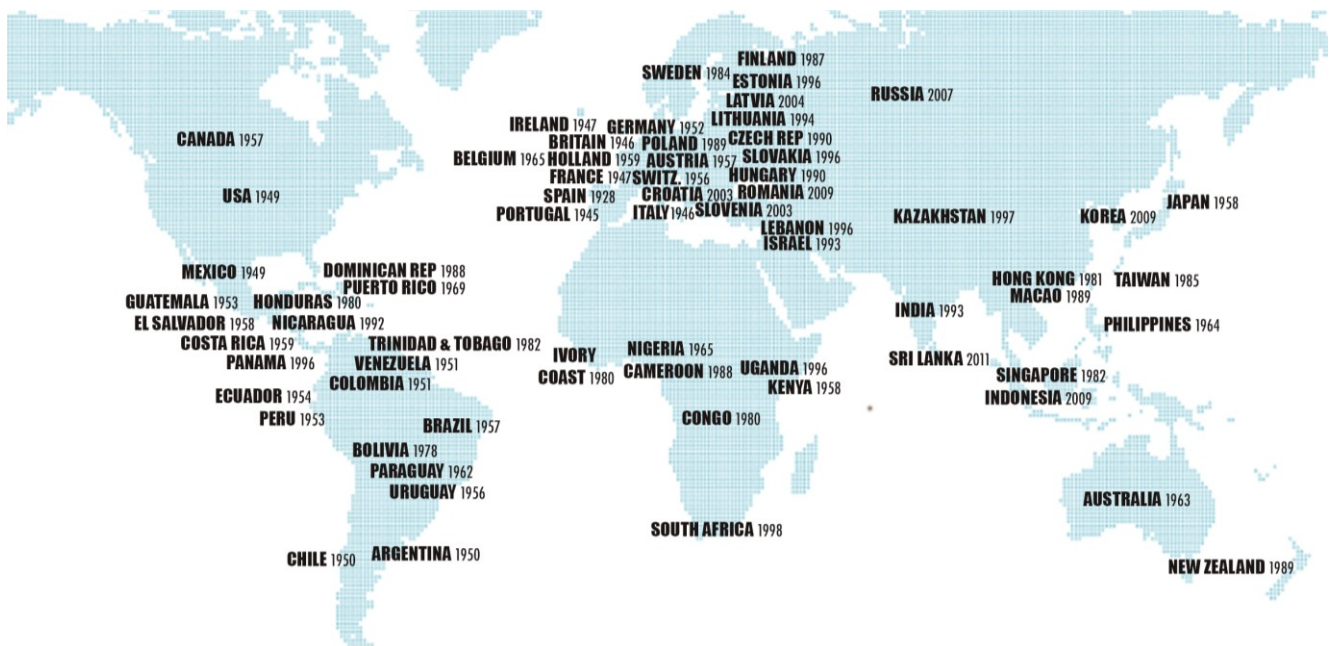 FINLAND 1987
SWEDEN 1984
ESTONIA 1996
RUSSIA 2007
LATVIA 2004
LITHUANIA 1994
IRELAND 1947
GERMANY 1952
CANADA 1957
BRITAIN 1946
POLAND 1989
CZECH REP 1990
BELGIUM 1965
HOLLAND 1959
AUSTRIA 1957
SLOVAKIA 1996
FRANCE 1947
SWITZ. 1956
HUNGARY 1990
USA 1949
SPAIN 1928
CROATIA 2003
ROMANIA 2009
JAPAN 1958
PORTUGAL 1945
ITALY 1946
SLOVENIA 2003
KAZAKHSTAN 1997
KOREA 2009
LEBANON 1996
ISRAEL 1993
MEXICO 1949
DOMINICAN REP 1988
HONG KONG 1981
TAIWAN 1985
PUERTO RICO 1969
MACAO 1989
GUATEMALA 1953
HONDURAS 1980
INDIA 1993
EL SALVADOR 1958
NICARAGUA 1992
PHILIPPINES 1964
COSTA RICA 1959
TRINIDAD & TOBAGO 1982
IVORY
COAST 1980
NIGERIA 1965
PANAMA 1996
VENEZUELA 1951
CAMEROON 1988
UGANDA 1996
SRI LANKA 2011
SINGAPORE 1982
COLOMBIA 1951
KENYA 1958
ECUADOR 1954
INDONESIA 2009
PERU 1953
BRAZIL 1957
CONGO 1980
BOLIVIA 1978
PARAGUAY 1962
URUGUAY 1956
AUSTRALIA 1963
SOUTH AFRICA 1998
CHILE 1950
ARGENTINA 1950
NEW ZEALAND 1989